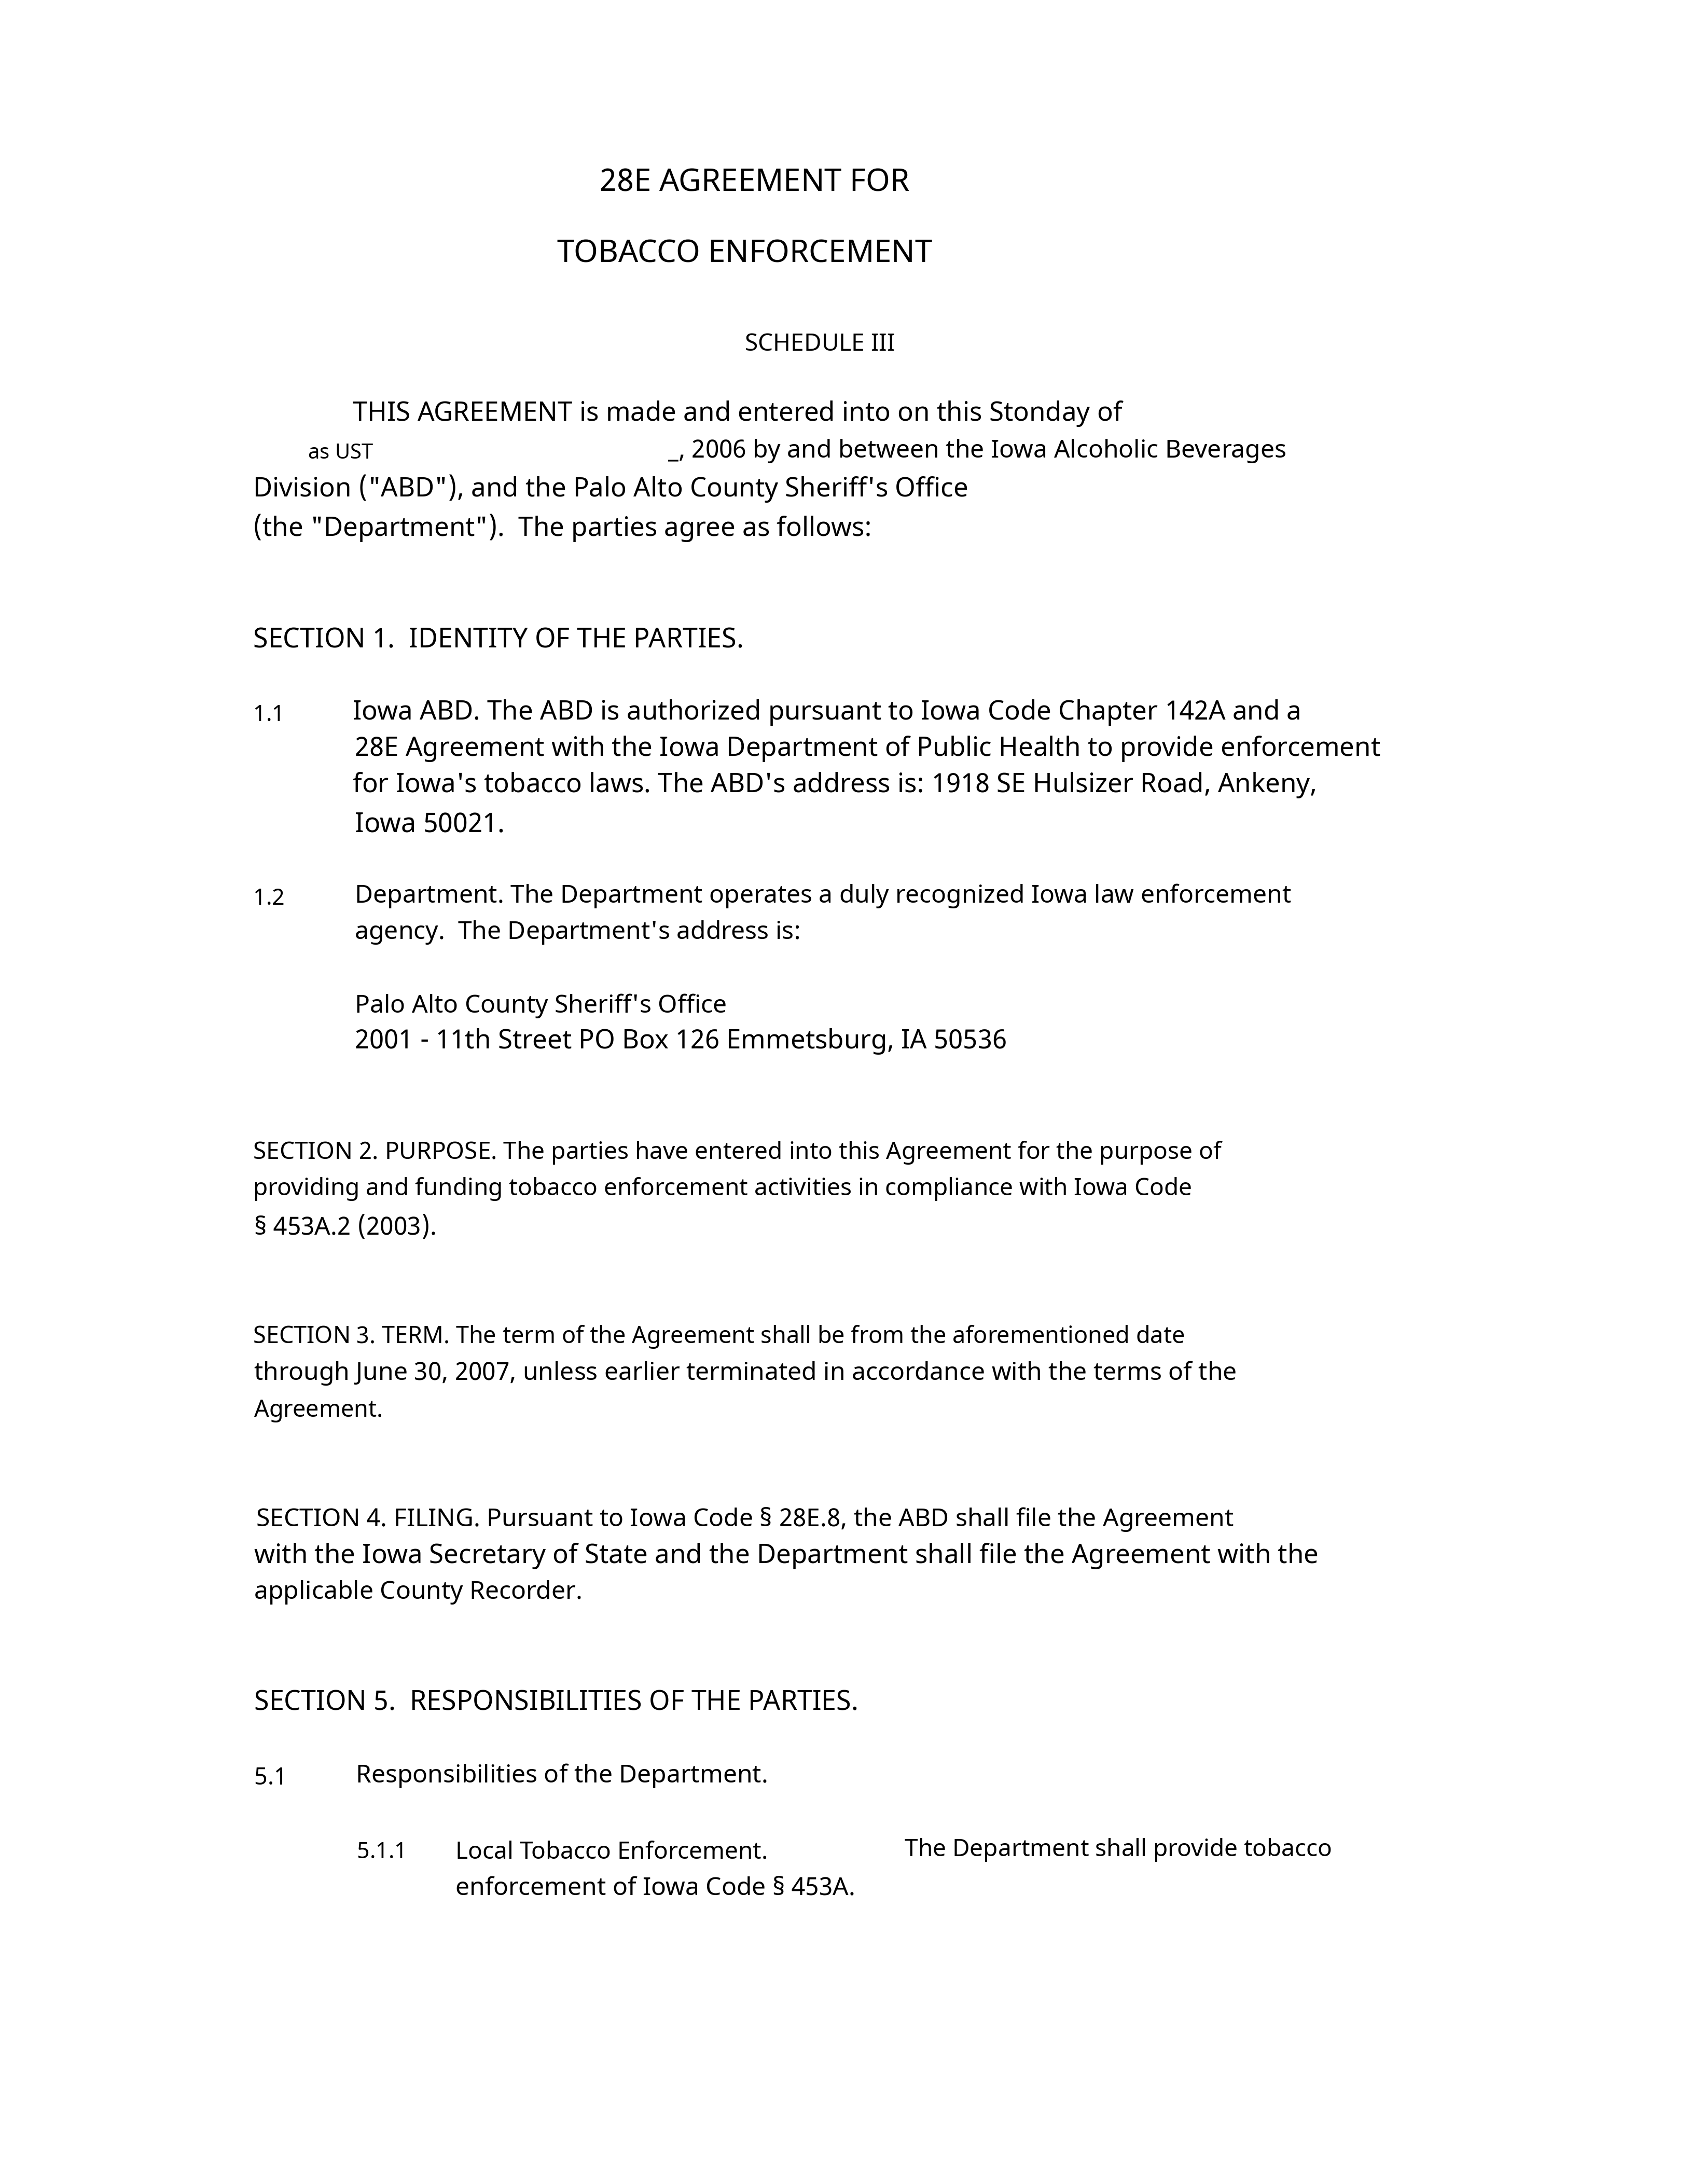 28E AGREEMENT FOR
TOBACCO ENFORCEMENT
SCHEDULE III
THIS AGREEMENT is made and entered into on this Stonday of
as UST _, 2006 by and between the Iowa Alcoholic Beverages
Division ("ABD"), and the Palo Alto County Sheriff's Office
(the "Department"). The parties agree as follows:
SECTION 1. IDENTITY OF THE PARTIES.
1.1 Iowa ABD. The ABD is authorized pursuant to Iowa Code Chapter 142A and a
28E Agreement with the Iowa Department of Public Health to provide enforcement
for Iowa's tobacco laws. The ABD's address is: 1918 SE Hulsizer Road, Ankeny,
Iowa 50021.
1.2 Department. The Department operates a duly recognized Iowa law enforcement
agency. The Department's address is:
Palo Alto County Sheriff's Office
2001 - 11th Street PO Box 126 Emmetsburg, IA 50536
SECTION 2. PURPOSE. The parties have entered into this Agreement for the purpose of
providing and funding tobacco enforcement activities in compliance with Iowa Code
§ 453A.2 (2003).
SECTION 3. TERM. The term of the Agreement shall be from the aforementioned date
through June 30, 2007, unless earlier terminated in accordance with the terms of the
Agreement.
SECTION 4. FILING. Pursuant to Iowa Code § 28E.8, the ABD shall file the Agreement
with the Iowa Secretary of State and the Department shall file the Agreement with the
applicable County Recorder.
SECTION 5. RESPONSIBILITIES OF THE PARTIES.
5.1 Responsibilities of the Department.
5.1.1 Local Tobacco Enforcement. The Department shall provide tobacco
enforcement of Iowa Code § 453A.